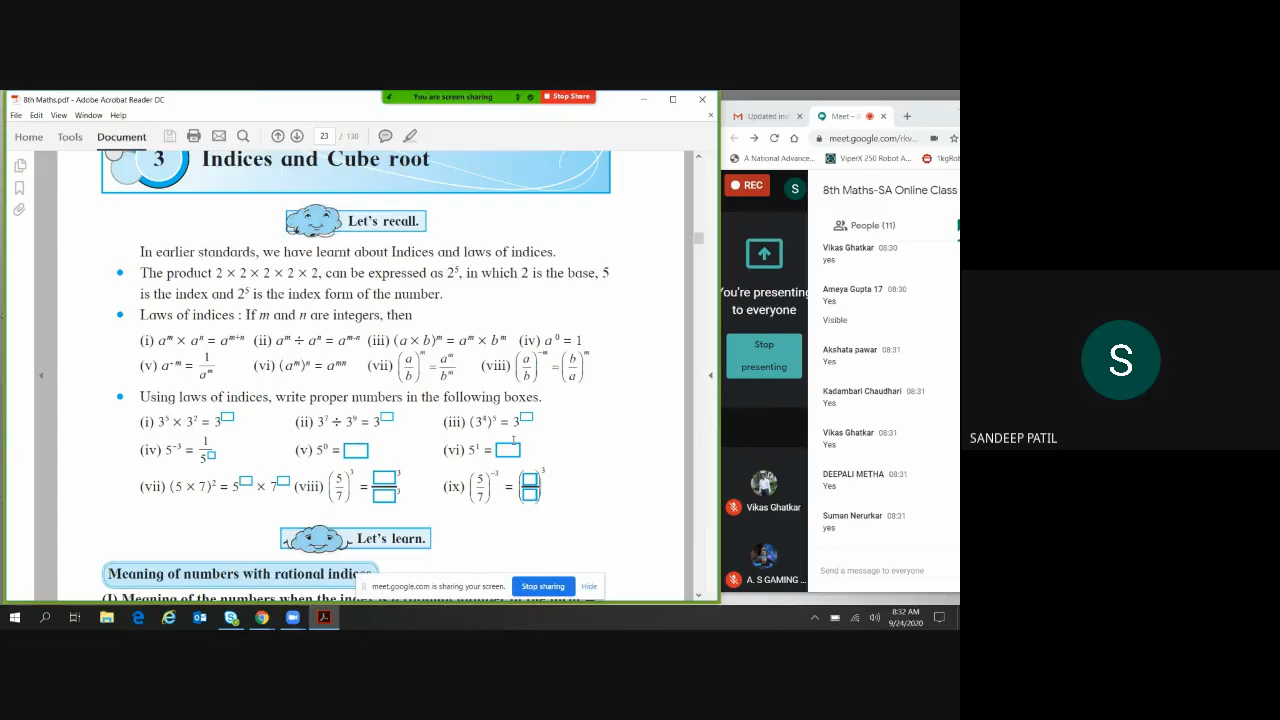 8th Maths.pdf - Adobe Acrobat Reader DC
You are screen sharing
Stop Share
File Edit View Window Help
Home Tools Document 23 / 130
3 Indices and Cube root
Let's recall.
In earlier standards, we have learnt about Indices and laws of indices.
• The product 2 × 2 × 2 × 2 × 2, can be expressed as 2⁵, in which 2 is the base, 5
is the index and 2⁵ is the index form of the number.
• Laws of indices : If m and n are integers, then
(i) aᵐ × aⁿ = aᵐ⁺ⁿ (ii) aᵐ ÷ aⁿ = aᵐ⁻ⁿ (iii) (a × b)ᵐ = aᵐ × bᵐ (iv) a⁰ = 1
(v) a⁻ᵐ = 1/aᵐ (vi) (aᵐ)ⁿ = aᵐⁿ (vii) (a/b)ᵐ = aᵐ/bᵐ (viii) (a/b)⁻ᵐ = (b/a)ᵐ
• Using laws of indices, write proper numbers in the following boxes.
(i) 3⁵ × 3² = 3□ (ii) 3⁷ ÷ 3⁹ = 3□ (iii) (3⁴)⁵ = 3□
(iv) 5⁻³ = 1/5□ (v) 5⁰ = □ (vi) 5¹ = □
(vii) (5 × 7)² = 5□ × 7□ (viii) (5/7)³ = □³/□³ (ix) (5/7)⁻³ = (□/□)³
Let's learn.
Meaning of numbers with rational indices
meet.google.com is sharing your screen. Stop sharing Hide
Updated inv
Meet –
meet.google.com/rkv
A National Advance... ViperX 250 Robot A... 1kgRo
REC
S
You're presenting
to everyone
Stop
presenting
Vikas Ghatkar
A. S GAMING ...
8th Maths-SA Online Class
People (11)
Vikas Ghatkar 08:30
yes
Ameya Gupta 17 08:30
Yes
Visible
Akshata pawar 08:31
Yes
Kadambari Chaudhari 08:31
Yes
Vikas Ghatkar 08:31
Yes
DEEPALI METHA 08:31
Yes
Suman Nerurkar 08:31
yes
Send a message to everyone
8:32 AM
9/24/2020
S
SANDEEP PATIL